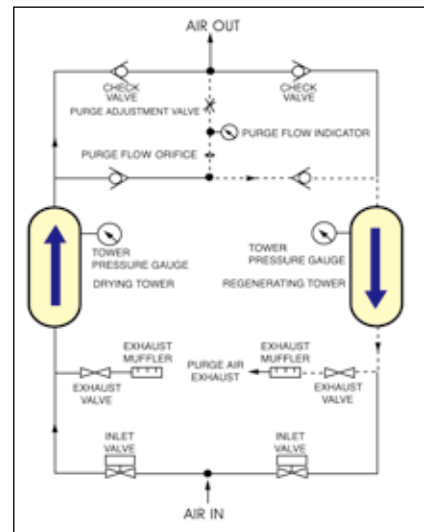 AIR OUT
CHECK
VALVE
CHECK
VALVE
PURGE ADJUSTMENT VALVE
PURGE FLOW INDICATOR
PURGE FLOW ORIFICE
TOWER
PRESSURE GAUGE
DRYING TOWER
TOWER
PRESSURE GAUGE
REGENERATING TOWER
EXHAUST
MUFFLER
EXHAUST
VALVE
PURGE AIR
EXHAUST
EXHAUST
MUFFLER
EXHAUST
VALVE
INLET
VALVE
INLET
VALVE
AIR IN